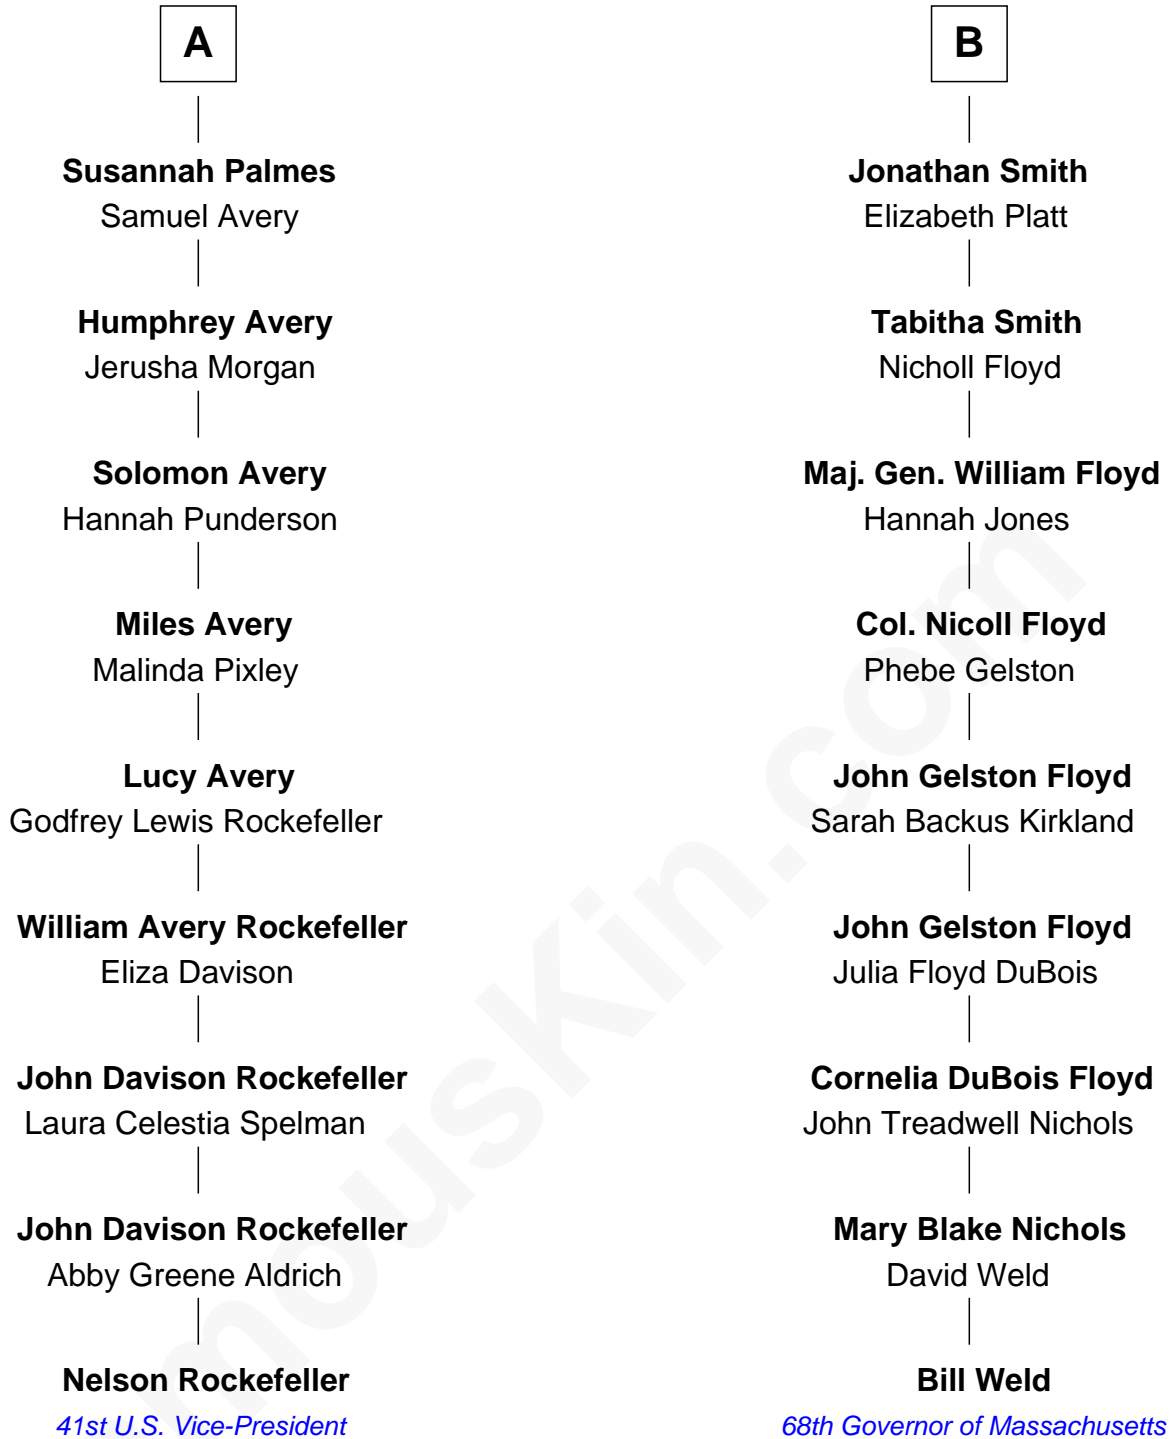 A
Susannah Palmes
Samuel Avery
Humphrey Avery
Jerusha Morgan
Solomon Avery
Hannah Punderson
Miles Avery
Malinda Pixley
Lucy Avery
Godfrey Lewis Rockefeller
William Avery Rockefeller
Eliza Davison
John Davison Rockefeller
Laura Celestia Spelman
John Davison Rockefeller
Abby Greene Aldrich
Nelson Rockefeller
41st U.S. Vice-President
B
Jonathan Smith
Elizabeth Platt
Tabitha Smith
Nicholl Floyd
Maj. Gen. William Floyd
Hannah Jones
Col. Nicoll Floyd
Phebe Gelston
John Gelston Floyd
Sarah Backus Kirkland
John Gelston Floyd
Julia Floyd DuBois
Cornelia DuBois Floyd
John Treadwell Nichols
Mary Blake Nichols
David Weld
Bill Weld
68th Governor of Massachusetts
mousKin.com